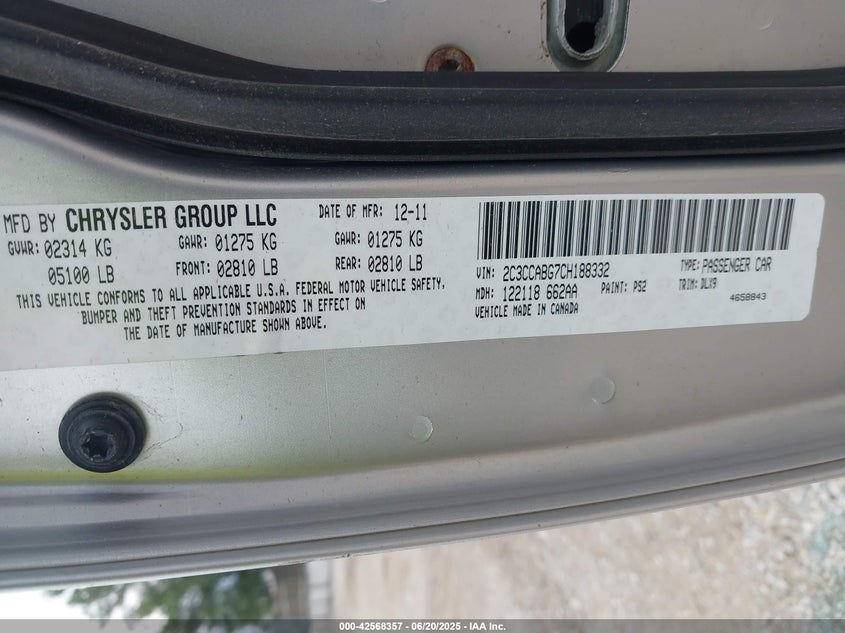 MFD BY CHRYSLER GROUP LLC DATE OF MFR: 12-11
GVWR: 02314 KG GAWR: 01275 KG GAWR: 01275 KG
05100 LB FRONT: 02810 LB REAR: 02810 LB
THIS VEHICLE CONFORMS TO ALL APPLICABLE U.S.A. FEDERAL MOTOR VEHICLE SAFETY,
BUMPER AND THEFT PREVENTION STANDARDS IN EFFECT ON
THE DATE OF MANUFACTURE SHOWN ABOVE.
VIN: 2C3CCABG7CH188332 TYPE: PASSENGER CAR
MDH: 122118 662AA PAINT: PS2 TRIM: DLX9
VEHICLE MADE IN CANADA 4658843
000-42568357 | 06/20/2025 | IAA Inc.